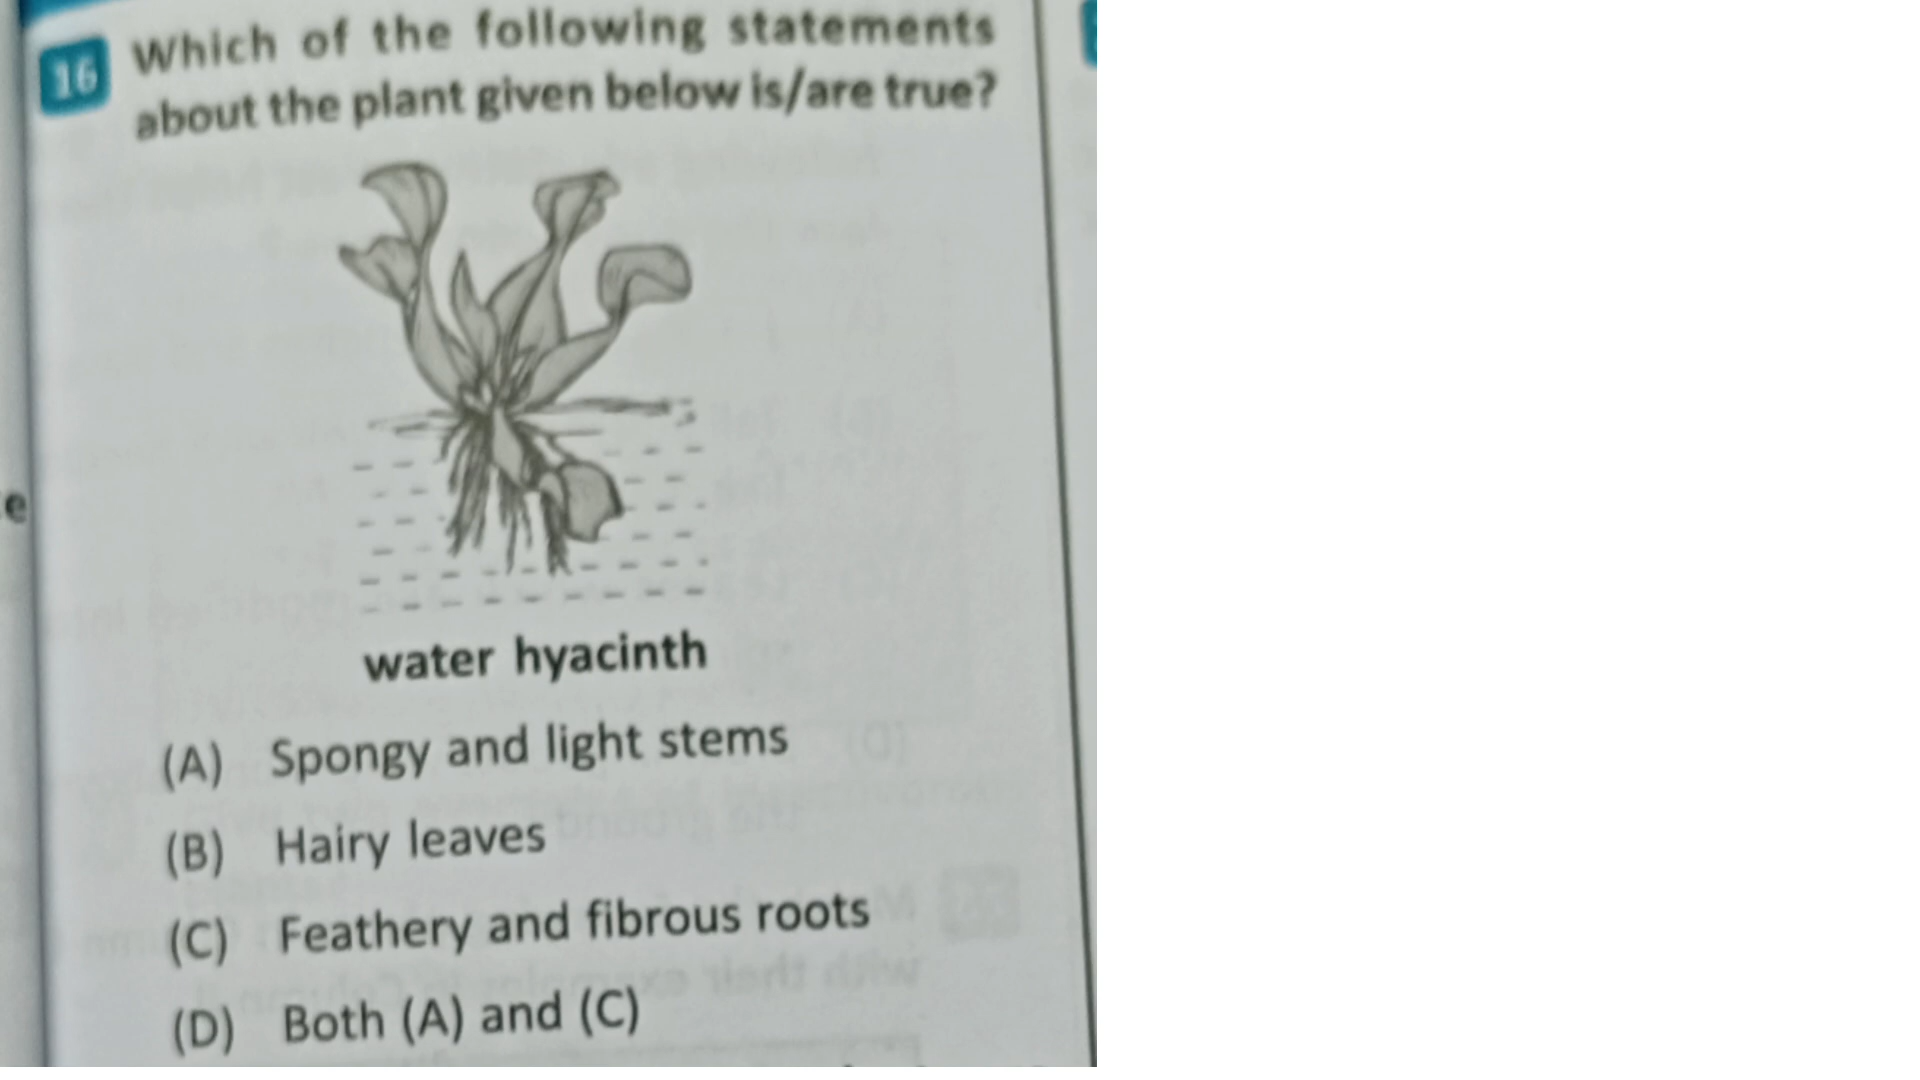 16 Which of the following statements
about the plant given below is/are true?
e
water hyacinth
(A) Spongy and light stems
(B) Hairy leaves
(C) Feathery and fibrous roots
(D) Both (A) and (C)